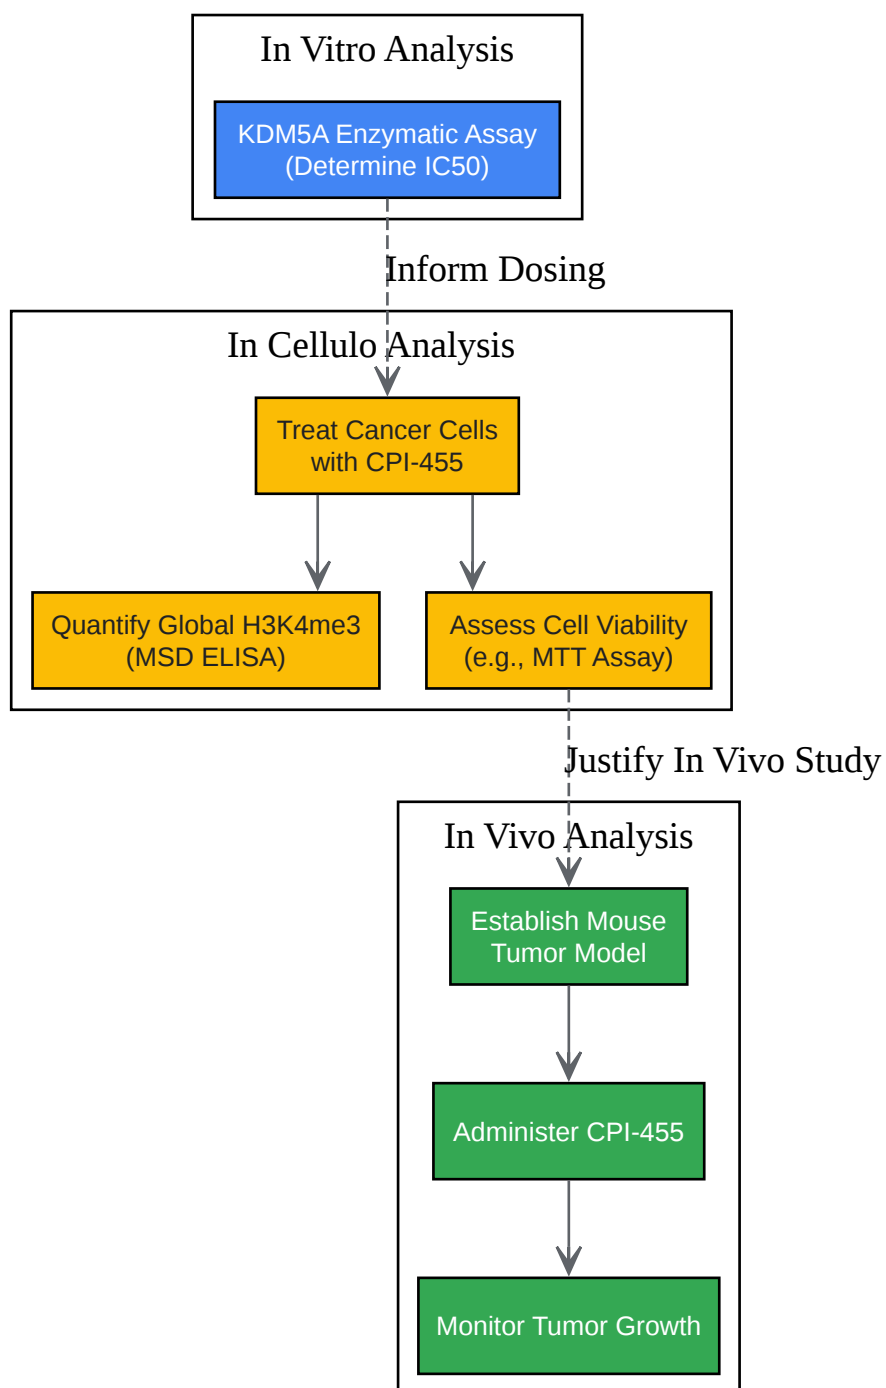 In Vitro Analysis
KDM5A Enzymatic Assay
(Determine IC50)
Inform Dosing
In Cellulo Analysis
Treat Cancer Cells
with CPI-455
Quantify Global H3K4me3
(MSD ELISA)
Assess Cell Viability
(e.g., MTT Assay)
Justify In Vivo Study
In Vivo Analysis
Establish Mouse
Tumor Model
Administer CPI-455
Monitor Tumor Growth